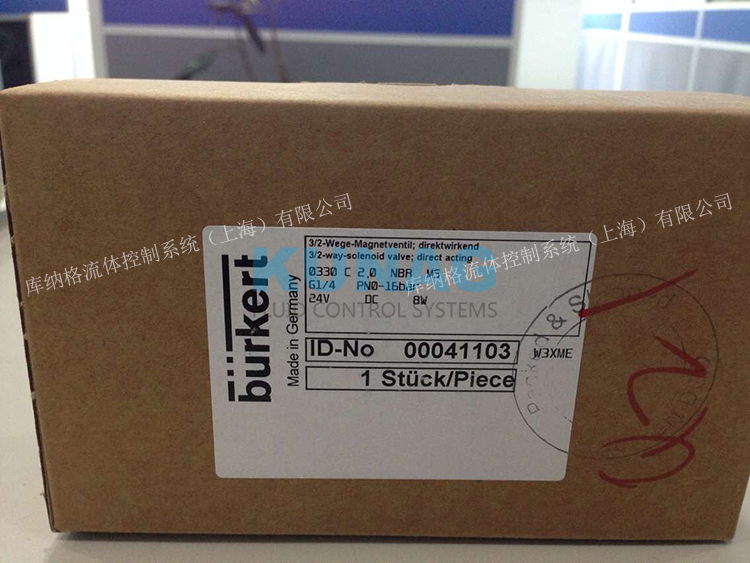 库纳格流体控制系统（上海）有限公司
库纳格流体控制系统（上海）有限公司
bürkert
Made in Germany
3/2-Wege-Magnetventil; direktwirkend
3/2-way-solenoid valve; direct acting
0330 C 2,0 NBR MS
G1/4 PN0-16bar
24V DC 8W
FLUID CONTROL SYSTEMS
ID-No 00041103
W3XME
1 Stück/Piece